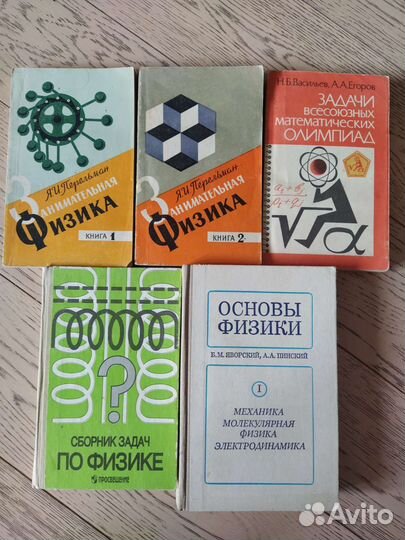 Я.И.Перельман
Занимательная
Физика
КНИГА 1
Я.И.Перельман
Занимательная
Физика
КНИГА 2
Н.Б.Васильев, А.А.Егоров
ЗАДАЧИ
ВСЕСОЮЗНЫХ
МАТЕМАТИЧЕСКИХ
ОЛИМПИАД
?
СБОРНИК ЗАДАЧ
ПО ФИЗИКЕ
ПРОСВЕЩЕНИЕ
ОСНОВЫ
ФИЗИКИ
Б.М. ЯВОРСКИЙ, А.А. ПИНСКИЙ
I
МЕХАНИКА
МОЛЕКУЛЯРНАЯ
ФИЗИКА
ЭЛЕКТРОДИНАМИКА
Avito